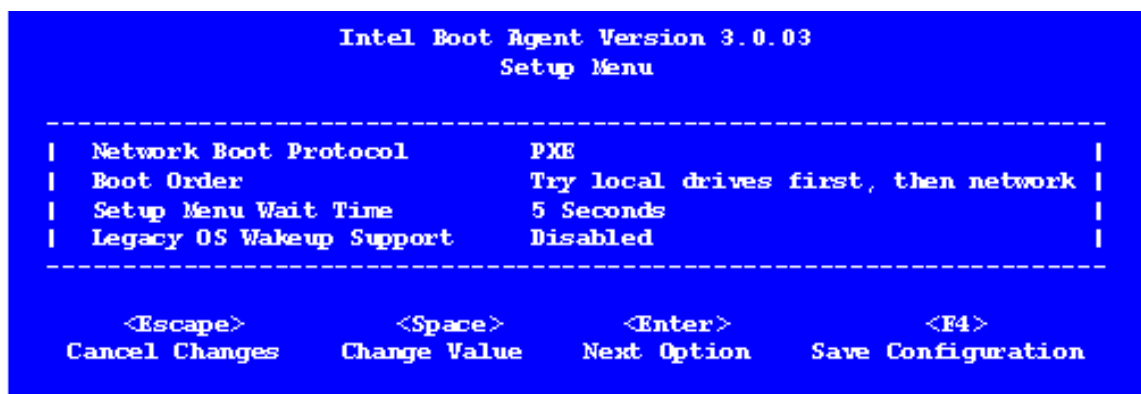 Intel Boot Agent Version 3.0.03
Setup Menu
Network Boot Protocol PXE
Boot Order Try local drives first, then network
Setup Menu Wait Time 5 Seconds
Legacy OS Wakeup Support Disabled
<Escape> <Space> <Enter> <F4>
Cancel Changes Change Value Next Option Save Configuration